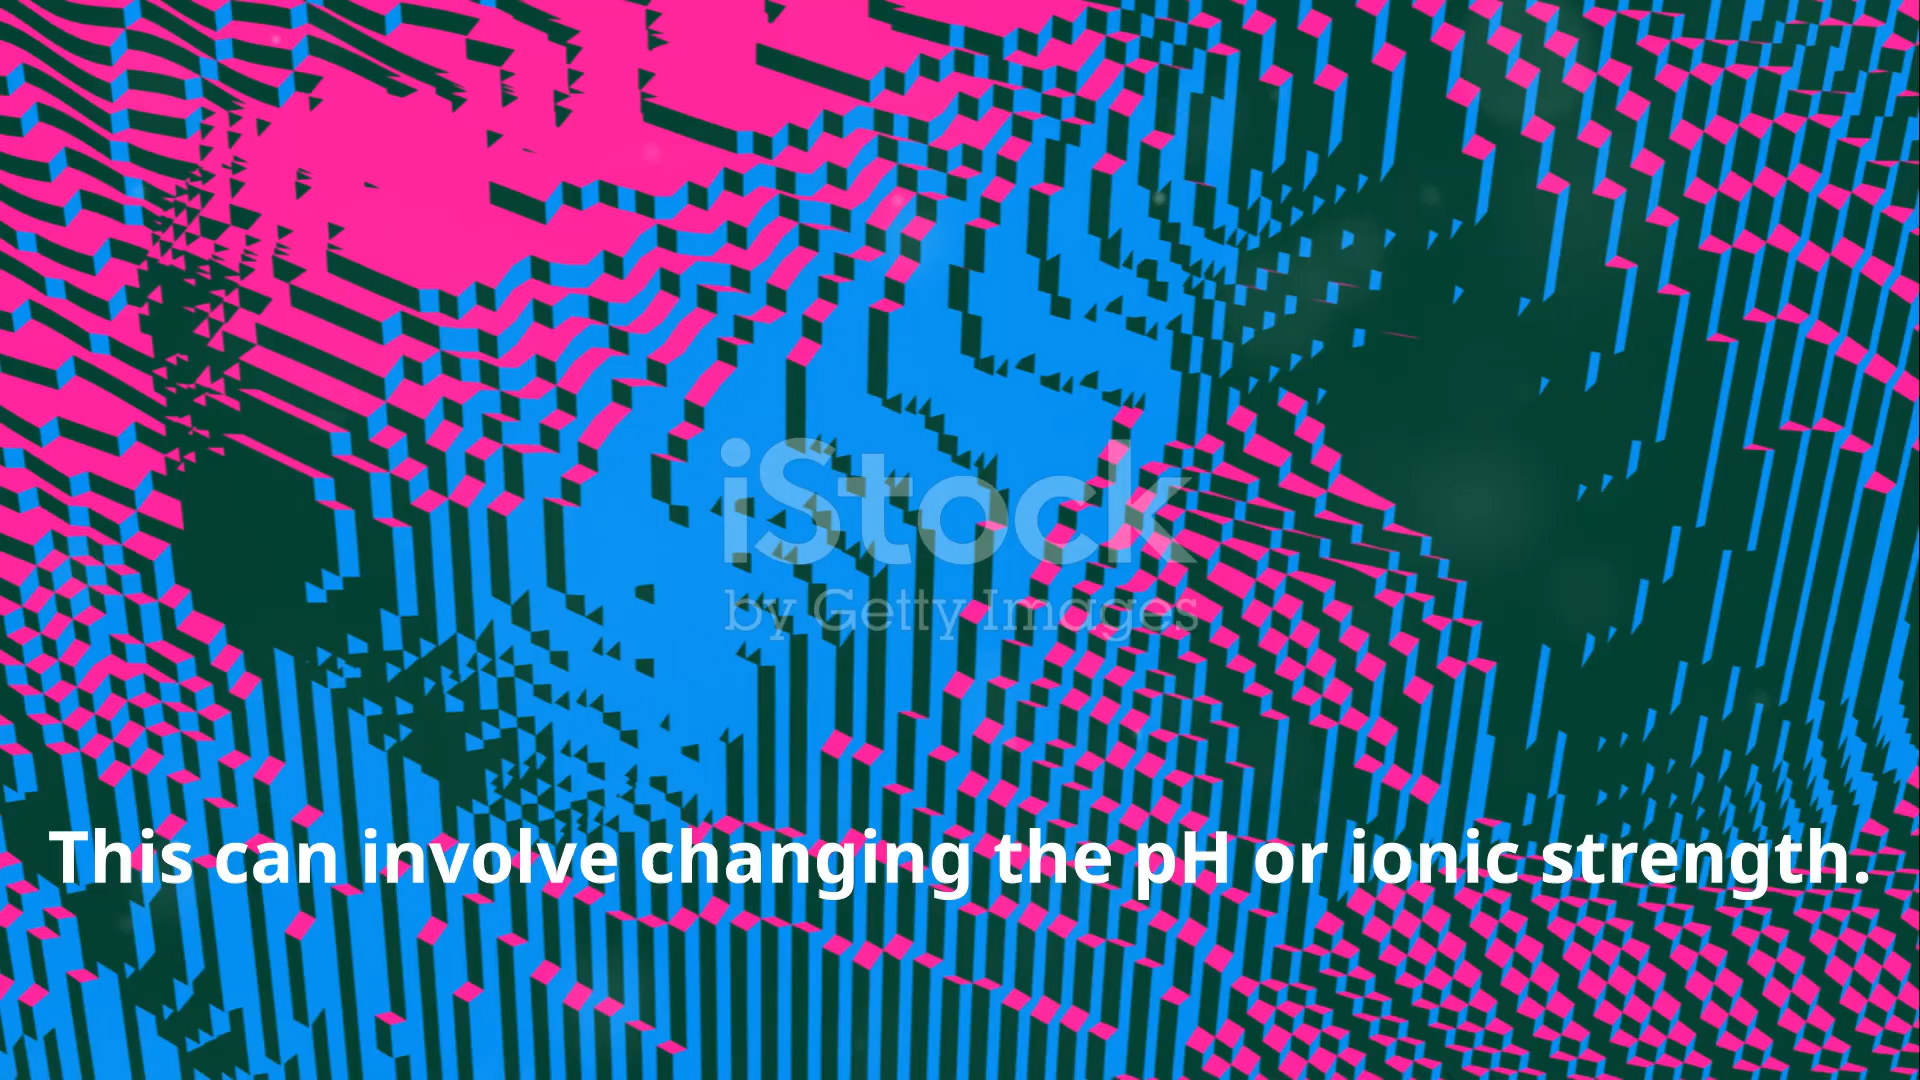 iStock
by Getty Images
This can involve changing the pH or ionic strength.